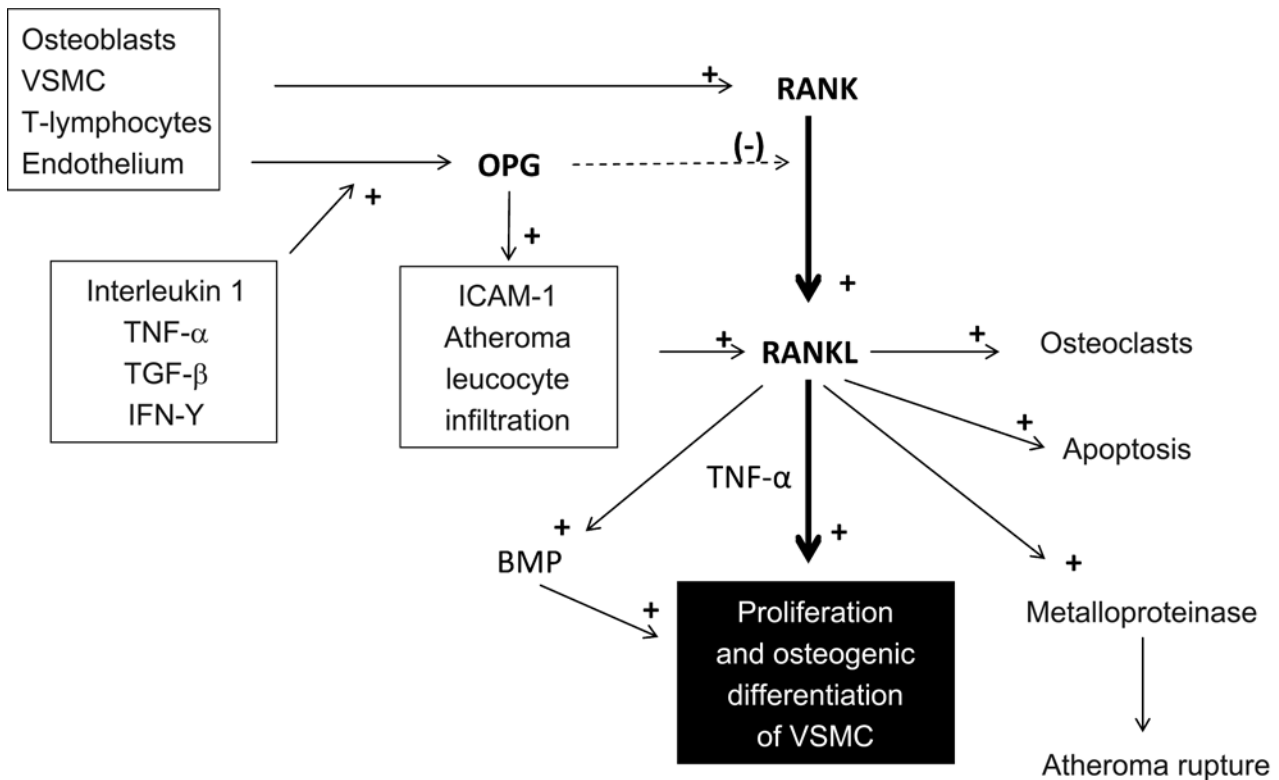 Osteoblasts
VSMC
T-lymphocytes
Endothelium
+
RANK
OPG
(-)
+
+
Interleukin 1
TNF-α
TGF-β
IFN-Y
ICAM-1
Atheroma
leucocyte
infiltration
+
+
RANKL
+
Osteoclasts
+
Apoptosis
TNF-α
+
BMP
+
+
+
Proliferation
and osteogenic
differentiation
of VSMC
Metalloproteinase
Atheroma rupture